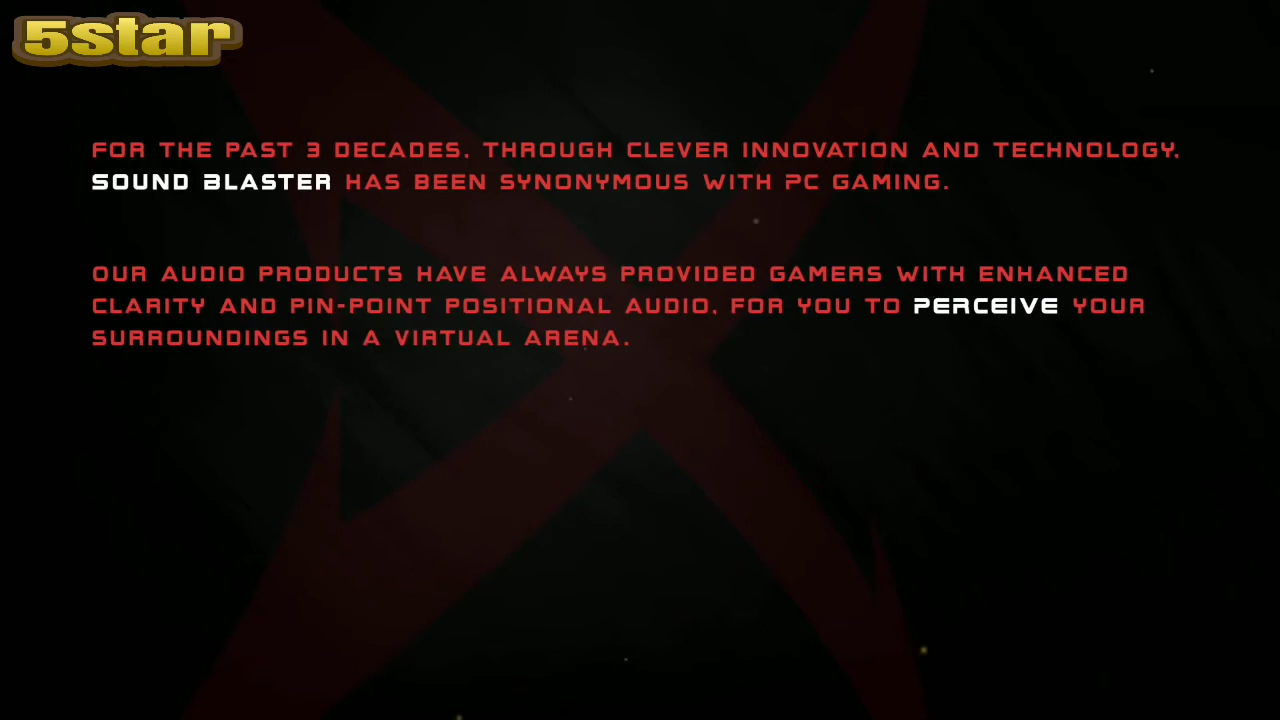 5star
FOR THE PAST 3 DECADES, THROUGH CLEVER INNOVATION AND TECHNOLOGY,
SOUND BLASTER HAS BEEN SYNONYMOUS WITH PC GAMING.
OUR AUDIO PRODUCTS HAVE ALWAYS PROVIDED GAMERS WITH ENHANCED
CLARITY AND PIN-POINT POSITIONAL AUDIO, FOR YOU TO PERCEIVE YOUR
SURROUNDINGS IN A VIRTUAL ARENA.